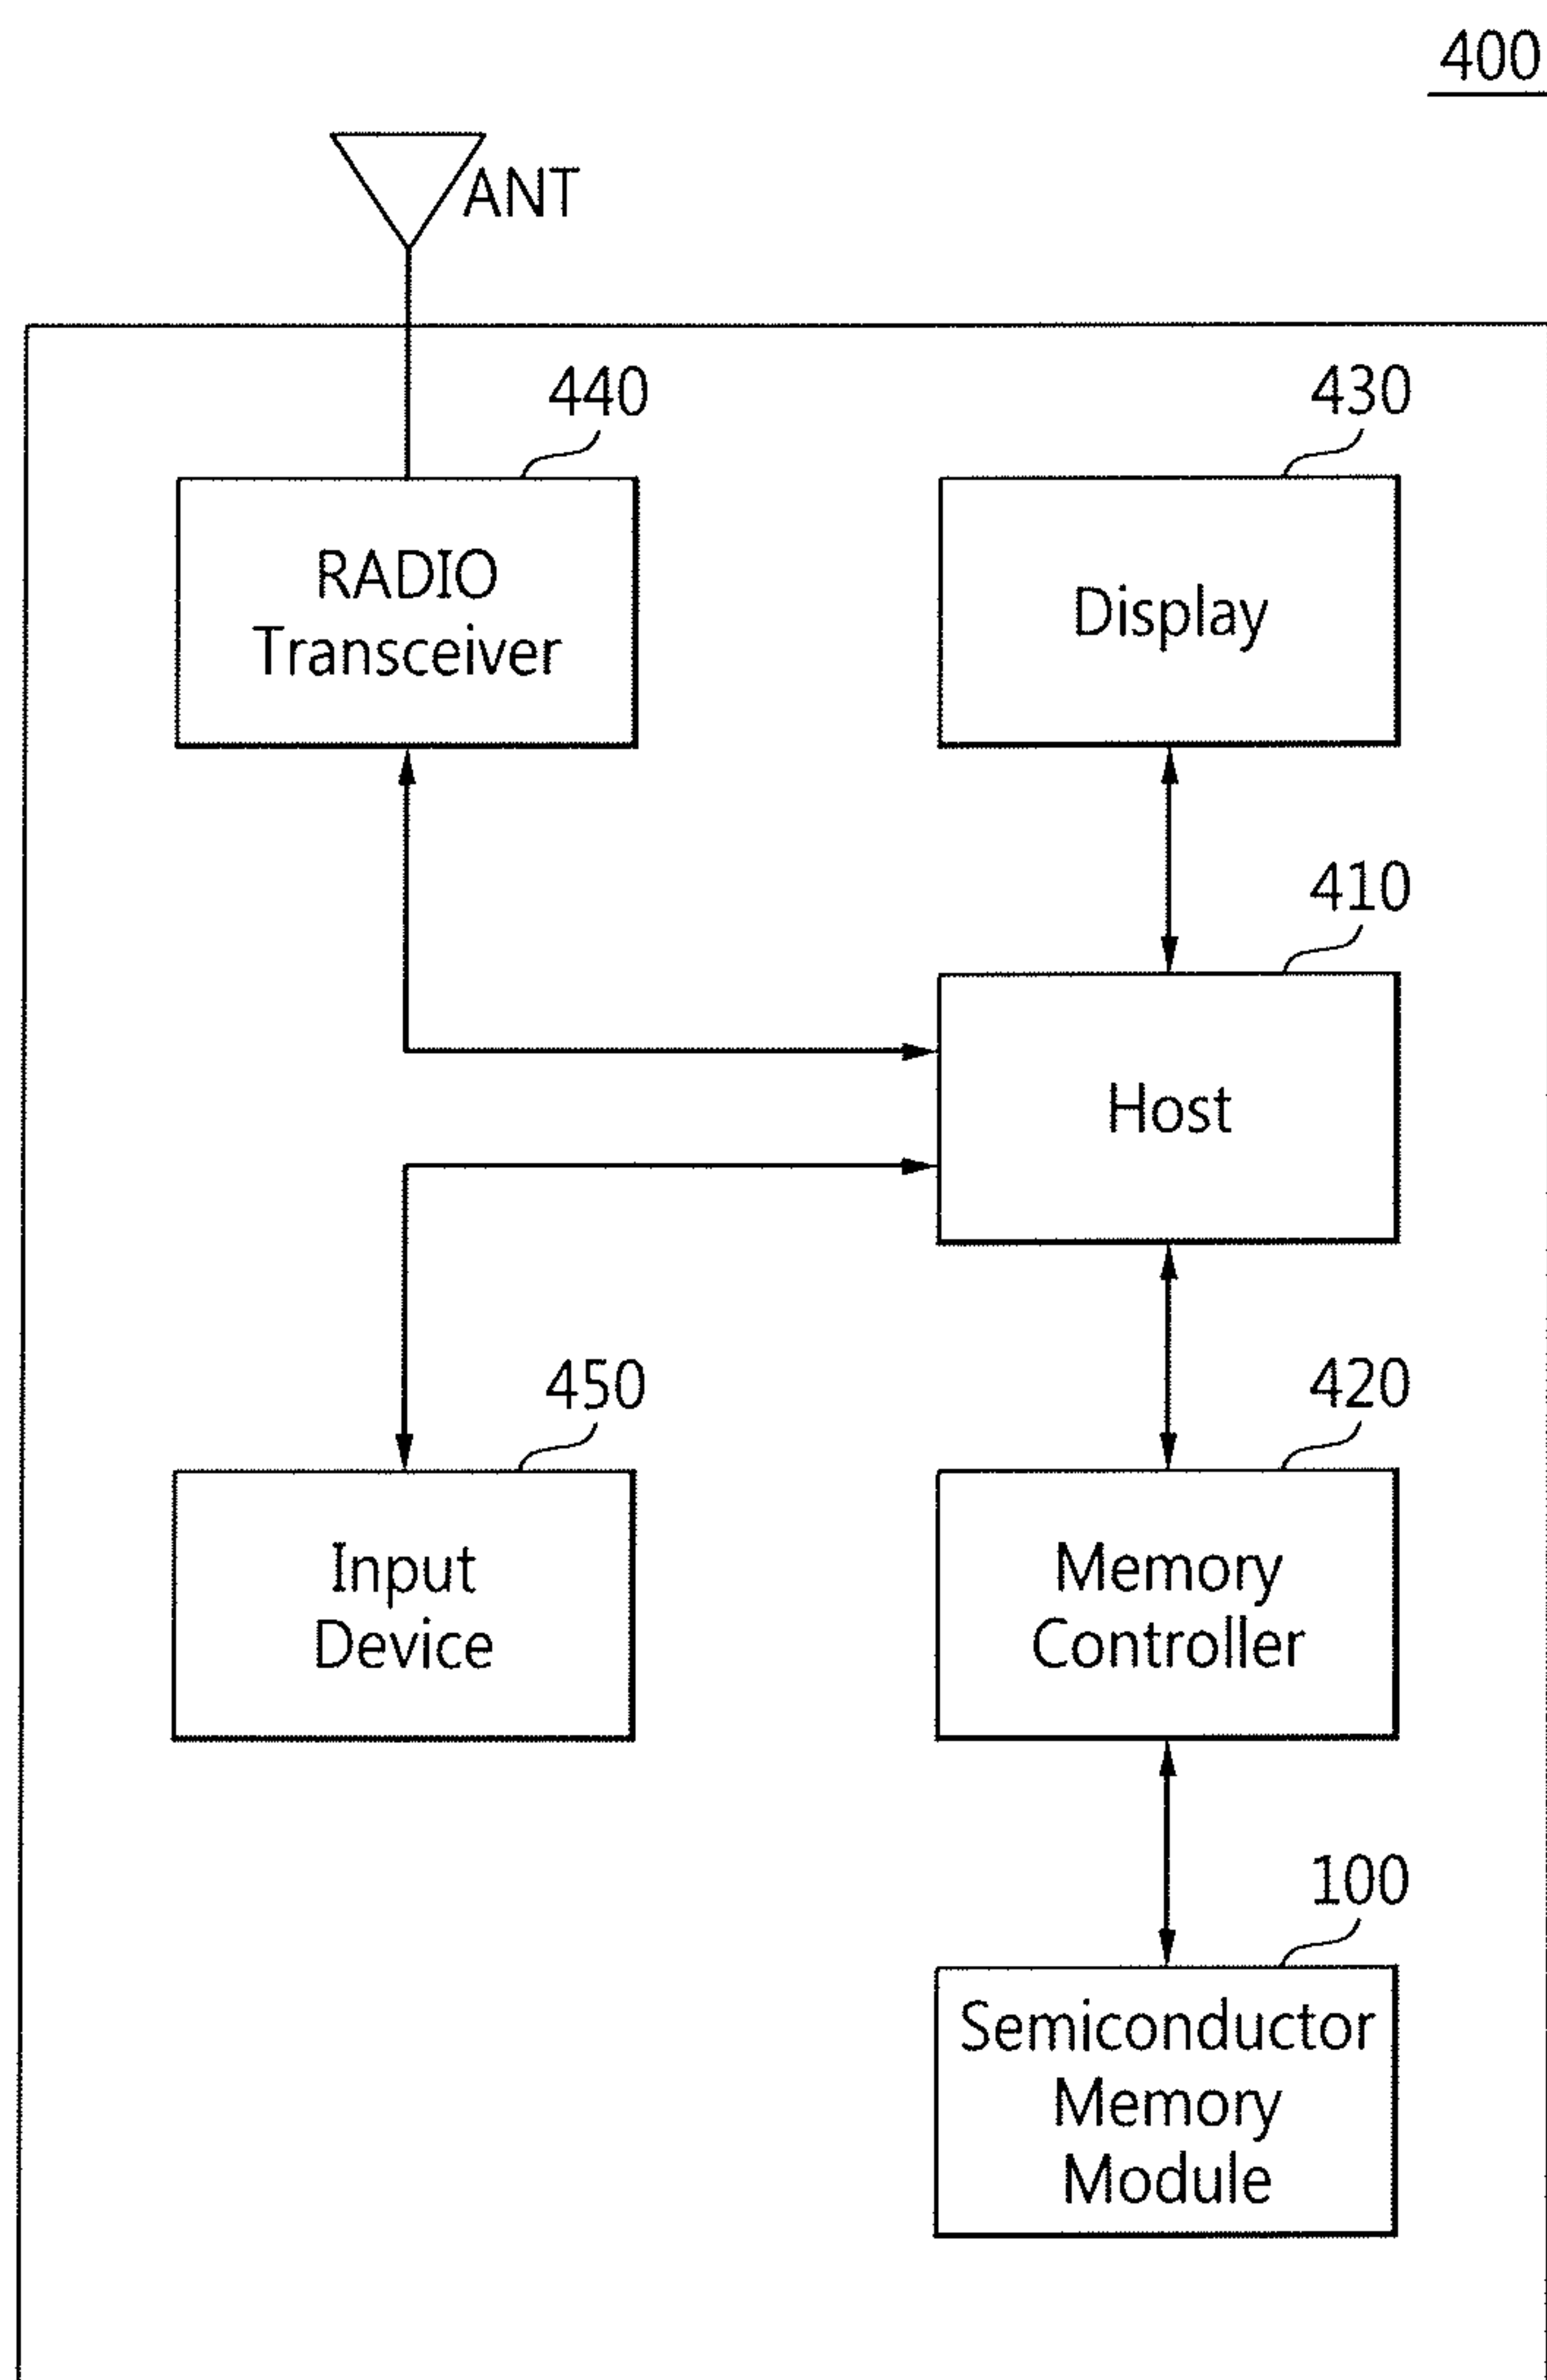 400
ANT
440
430
RADIO
Transceiver
Display
410
Host
450
420
Input
Device
Memory
Controller
100
Semiconductor
Memory
Module